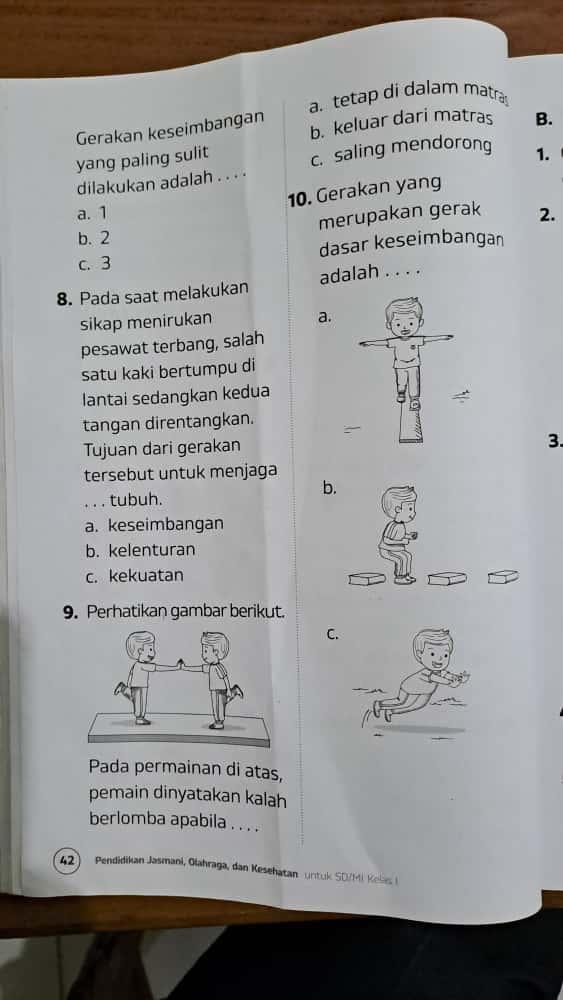 Gerakan keseimbangan
yang paling sulit
dilakukan adalah . . . .
a. 1
b. 2
c. 3
8. Pada saat melakukan
sikap menirukan
pesawat terbang, salah
satu kaki bertumpu di
lantai sedangkan kedua
tangan direntangkan.
Tujuan dari gerakan
tersebut untuk menjaga
. . . tubuh.
a. keseimbangan
b. kelenturan
c. kekuatan
9. Perhatikan gambar berikut.
Pada permainan di atas,
pemain dinyatakan kalah
berlomba apabila . . . .
a. tetap di dalam matras
b. keluar dari matras
c. saling mendorong
10. Gerakan yang
merupakan gerak
dasar keseimbangan
adalah . . . .
a.
b.
c.
42 Pendidikan Jasmani, Olahraga, dan Kesehatan untuk SD/MI Kelas I
B.
1.
2.
3.